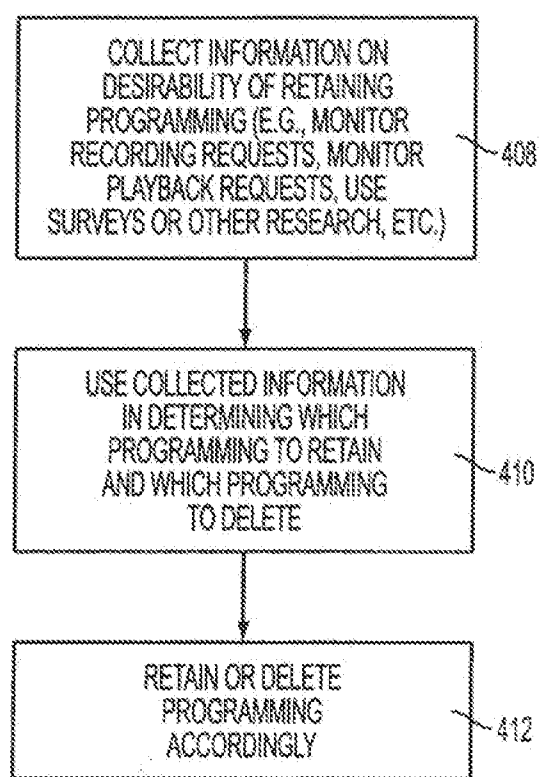 COLLECT INFORMATION ON
DESIRABILITY OF RETAINING
PROGRAMMING (E.G., MONITOR
RECORDING REQUESTS, MONITOR
PLAYBACK REQUESTS, USE
SURVEYS OR OTHER RESEARCH, ETC.)
408
USE COLLECTED INFORMATION
IN DETERMINING WHICH
PROGRAMMING TO RETAIN
AND WHICH PROGRAMMING
TO DELETE
410
RETAIN OR DELETE
PROGRAMMING
ACCORDINGLY
412